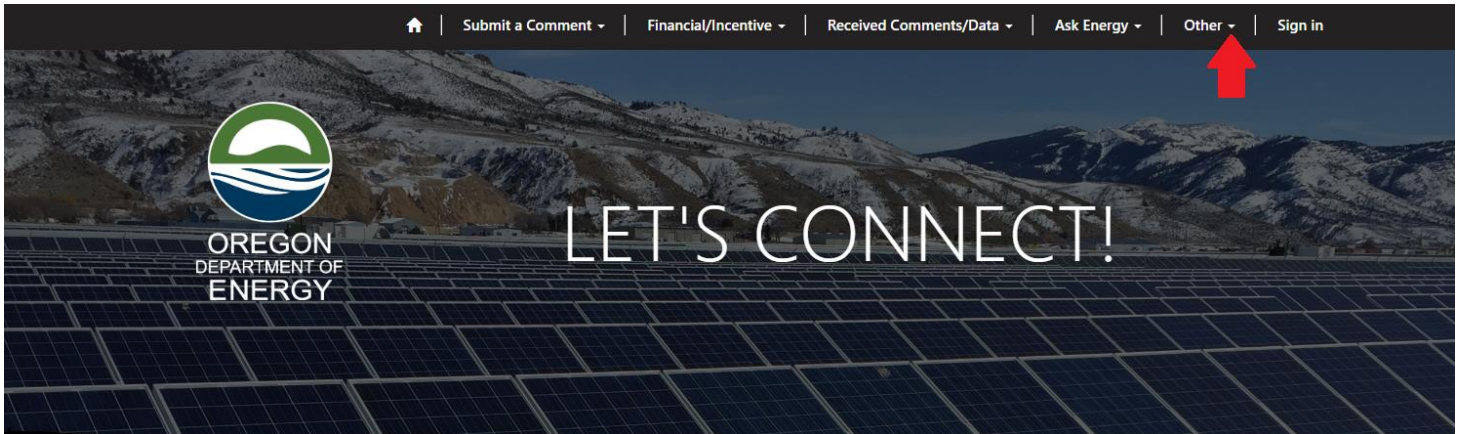 Submit a Comment Financial/Incentive Received Comments/Data Ask Energy Other Sign in
LET'S CONNECT!
OREGON
DEPARTMENT OF
ENERGY